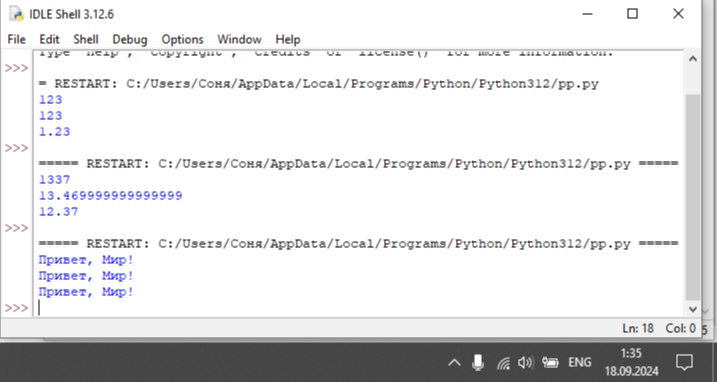 IDLE Shell 3.12.6
File Edit Shell Debug Options Window Help
Type "help", "copyright", "credits" or "license()" for more information.
>>>
= RESTART: C:/Users/Соня/AppData/Local/Programs/Python/Python312/pp.py
123
123
1.23
>>>
===== RESTART: C:/Users/Соня/AppData/Local/Programs/Python/Python312/pp.py =====
1337
13.469999999999999
12.37
>>>
===== RESTART: C:/Users/Соня/AppData/Local/Programs/Python/Python312/pp.py =====
Привет, Мир!
Привет, Мир!
Привет, Мир!
>>>
Ln: 18 Col: 0
5
ENG
1:35
18.09.2024